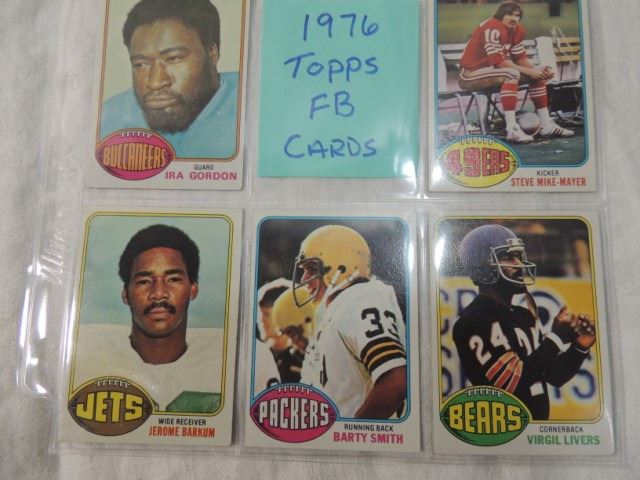 1976
TOPPS
FB
CARDS
10
BUCCANEERS
GUARD
IRA GORDON
49ERS
KICKER
STEVE MIKE-MAYER
JETS
WIDE RECEIVER
JEROME BARKUM
33
PACKERS
RUNNING BACK
BARTY SMITH
24
BEARS
CORNERBACK
VIRGIL LIVERS